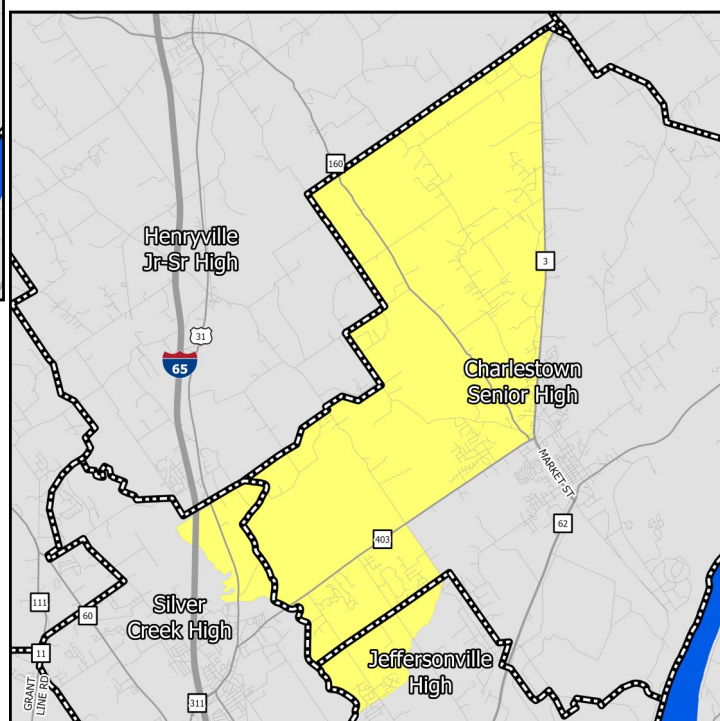 160
Henryville
Jr-Sr High
3
31
65
Charlestown
Senior High
MARKET ST
62
403
111
60
Silver
Creek High
11
Jeffersonville
High
GRANT
LINE RD
311